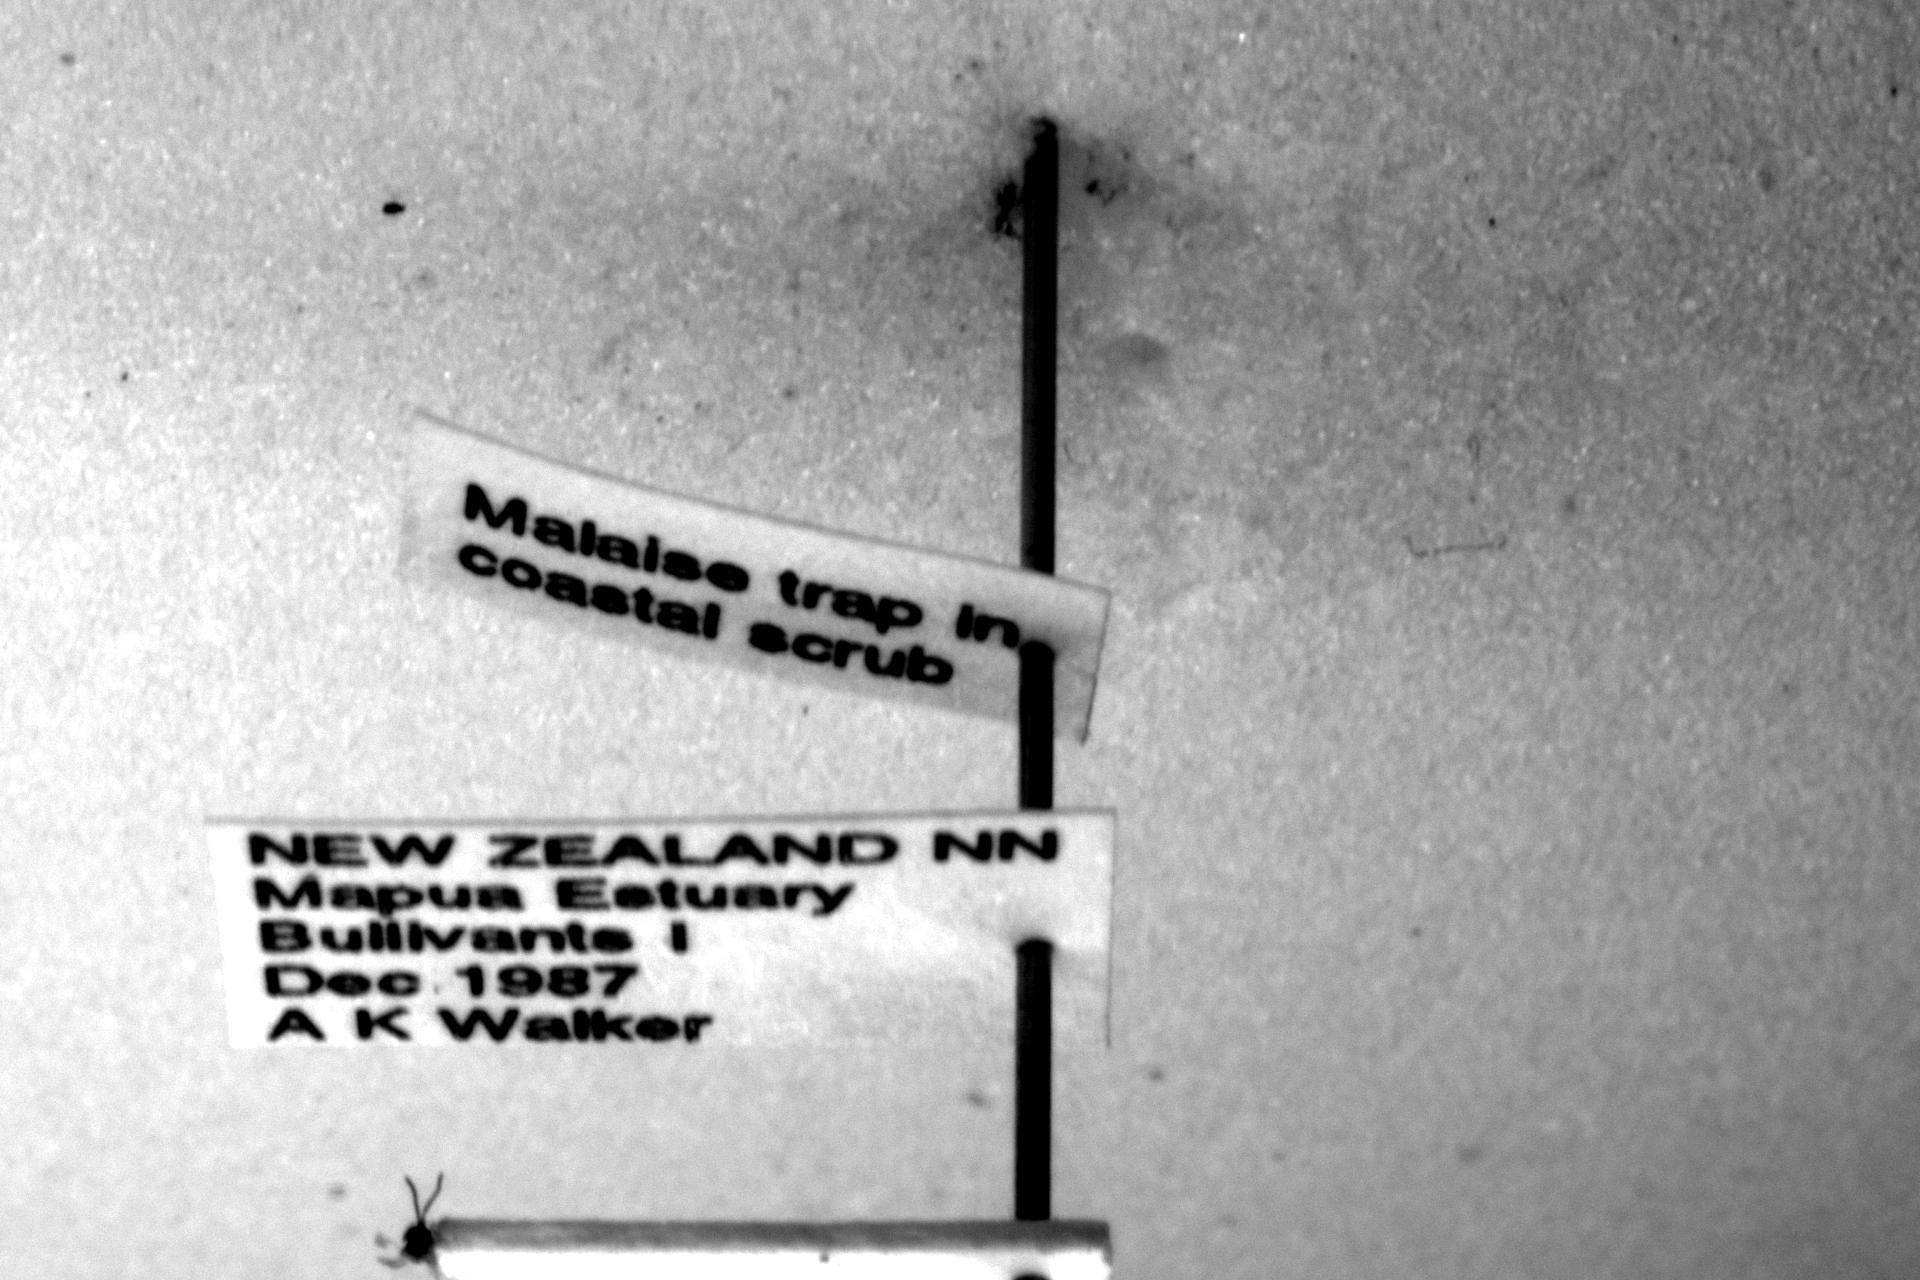 Malaise trap in
coastal scrub
NEW ZEALAND NN
Mapua Estuary
Bullivants I
Dec 1987
A K Walker